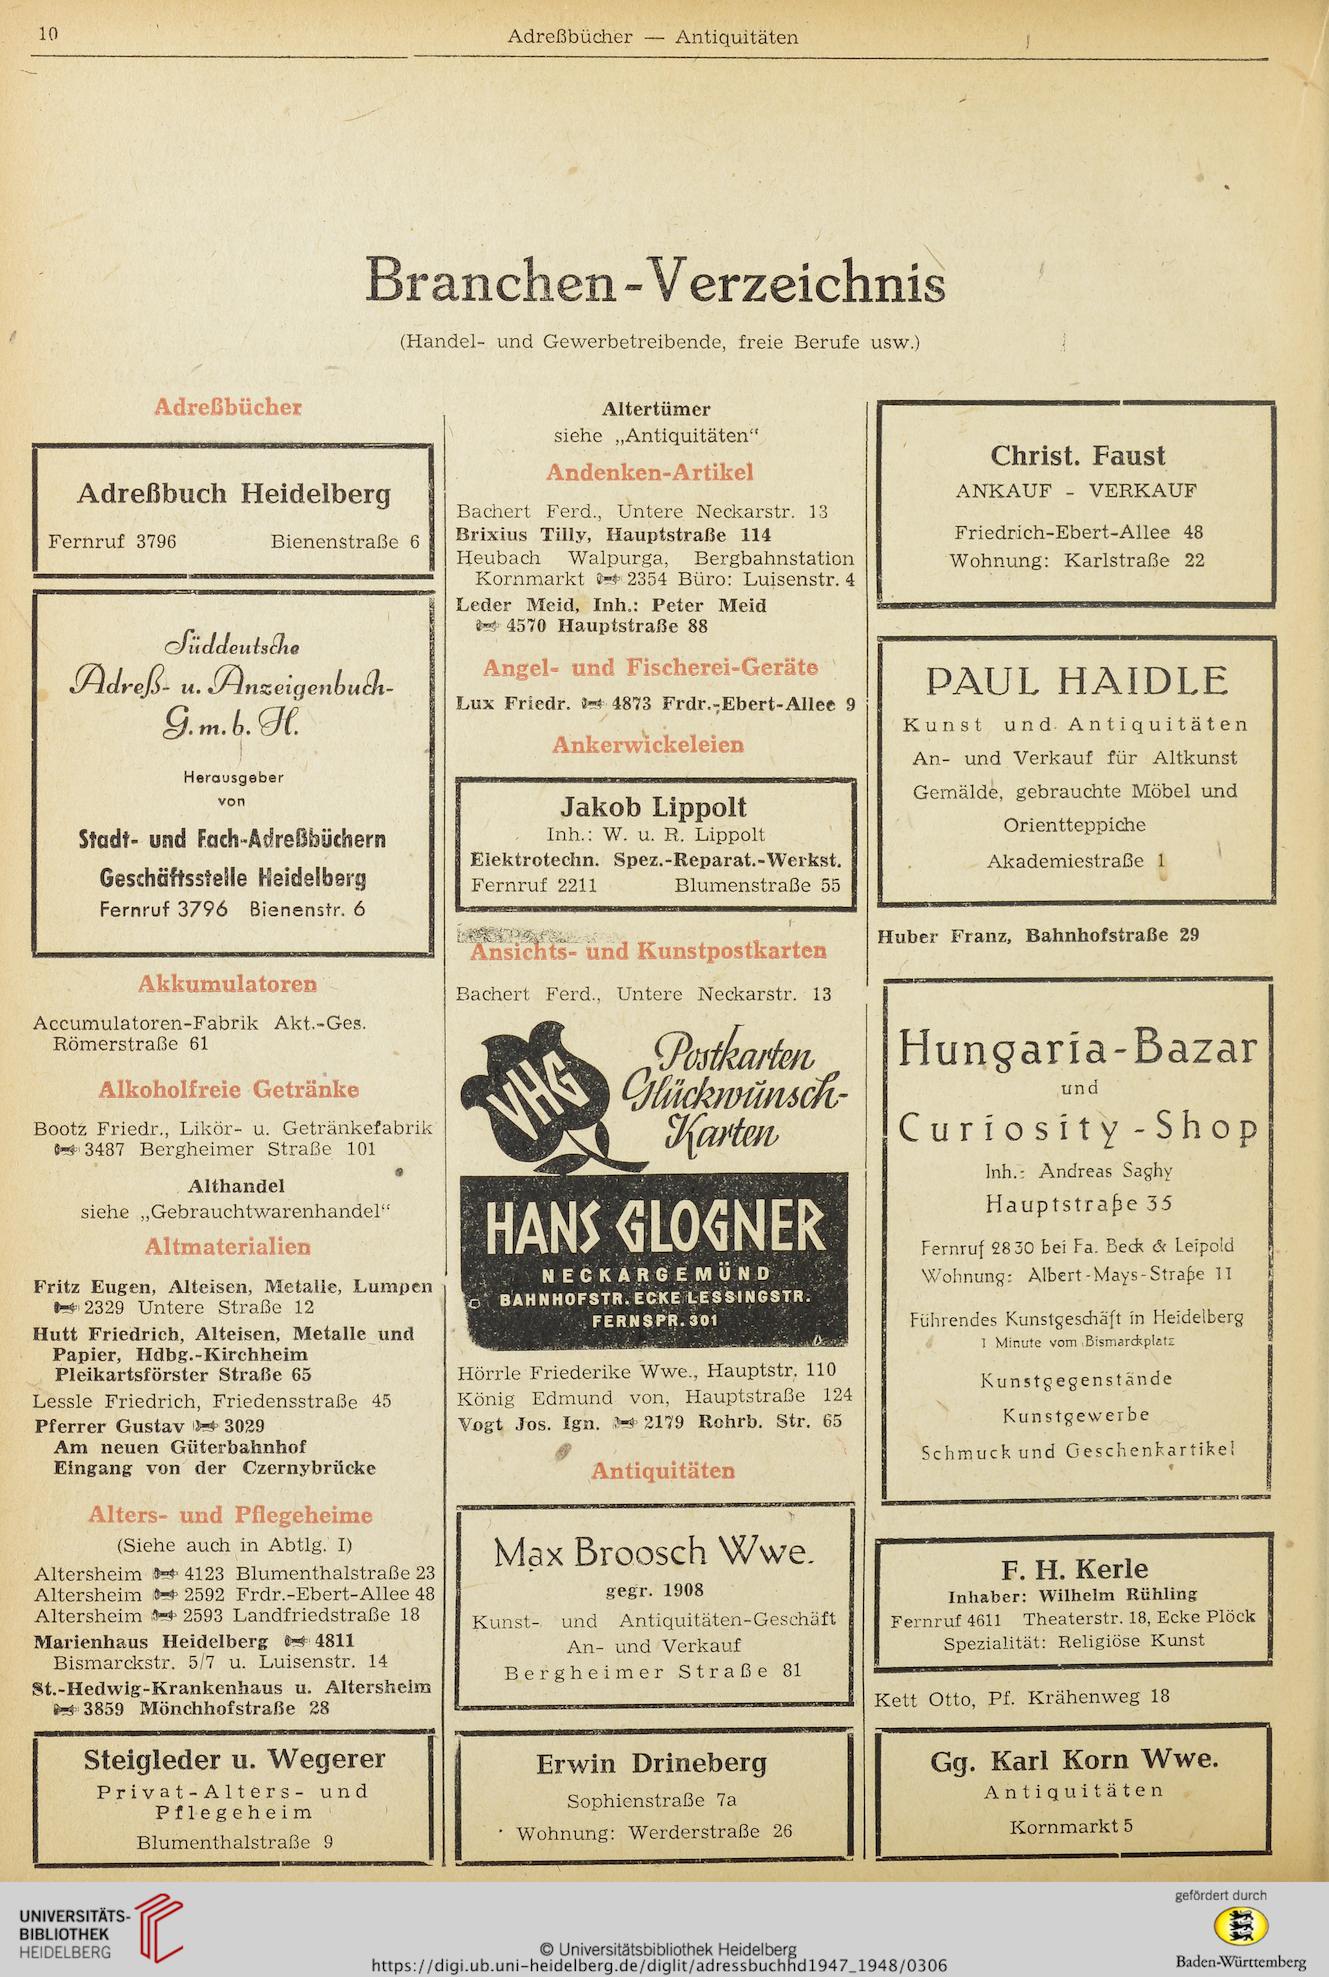 10
Adreßbücher — Antiquitäten
Branchen-Verzeichnis
(Handel- und Gewerbetreibende, freie Berufe usw.)
Adreßbücher
Adreßbuch Heidelberg
Fernruf 3796 Bienenstraße 6
Süddeutsche
Adreß- u. Anzeigenbuch-
G.m.b.H.
Herausgeber
von
Stadt- und Fach-Adreßbüchern
Geschäftsstelle Heidelberg
Fernruf 3796 Bienenstr. 6
Akkumulatoren
Accumulatoren-Fabrik Akt.-Ges.
Römerstraße 61
Alkoholfreie Getränke
Bootz Friedr., Likör- u. Getränkefabrik
3487 Bergheimer Straße 101
Althandel
siehe „Gebrauchtwarenhandel“
Altmaterialien
Fritz Eugen, Alteisen, Metalle, Lumpen
2329 Untere Straße 12
Hutt Friedrich, Alteisen, Metalle und
Papier, Hdbg.-Kirchheim
Pleikartsförster Straße 65
Lessle Friedrich, Friedensstraße 45
Pferrer Gustav 3029
Am neuen Güterbahnhof
Eingang von der Czernybrücke
Alters- und Pflegeheime
(Siehe auch in Abtlg. I)
Altersheim 4123 Blumenthalstraße 23
Altersheim 2592 Frdr.-Ebert-Allee 48
Altersheim 2593 Landfriedstraße 18
Marienhaus Heidelberg 4811
Bismarckstr. 5/7 u. Luisenstr. 14
St.-Hedwig-Krankenhaus u. Altersheim
3859 Mönchhofstraße 28
Steigleder u. Wegerer
Privat-Alters- und
Pflegeheim
Blumenthalstraße 9
Altertümer
siehe „Antiquitäten“
Andenken-Artikel
Bachert Ferd., Untere Neckarstr. 13
Brixius Tilly, Hauptstraße 114
Heubach Walpurga, Bergbahnstation
Kornmarkt 2354 Büro: Luisenstr. 4
Leder Meid, Inh.: Peter Meid
4570 Hauptstraße 88
Angel- und Fischerei-Geräte
Lux Friedr. 4873 Frdr.-Ebert-Allee 9
Ankerwickeleien
Jakob Lippolt
Inh.: W. u. R. Lippolt
Elektrotechn. Spez.-Reparat.-Werkst.
Fernruf 2211 Blumenstraße 55
Ansichts- und Kunstpostkarten
Bachert Ferd., Untere Neckarstr. 13
VHG
Postkarten
Glückwunsch-
Karten
HANS GLOGNER
NECKARGEMÜND
BAHNHOFSTR. ECKE LESSINGSTR.
FERNSPR. 301
Hörrle Friederike Wwe., Hauptstr. 110
König Edmund von, Hauptstraße 124
Vogt Jos. Ign. 2179 Rohrb. Str. 65
Antiquitäten
Max Broosch Wwe.
gegr. 1908
Kunst- und Antiquitäten-Geschäft
An- und Verkauf
Bergheimer Straße 81
Erwin Drineberg
Sophienstraße 7a
Wohnung: Werderstraße 26
Christ. Faust
ANKAUF - VERKAUF
Friedrich-Ebert-Allee 48
Wohnung: Karlstraße 22
PAUL HAIDLE
Kunst und Antiquitäten
An- und Verkauf für Altkunst
Gemälde, gebrauchte Möbel und
Orientteppiche
Akademiestraße 1
Huber Franz, Bahnhofstraße 29
Hungaria-Bazar
und
Curiosity-Shop
Inh.: Andreas Saghy
Hauptstraße 35
Fernruf 2830 bei Fa. Beck & Leipold
Wohnung: Albert-Mays-Straße 11
Führendes Kunstgeschäft in Heidelberg
1 Minute vom Bismarckplatz
Kunstgegenstände
Kunstgewerbe
Schmuck und Geschenkartikel
F. H. Kerle
Inhaber: Wilhelm Rühling
Fernruf 4611 Theaterstr. 18, Ecke Plöck
Spezialität: Religiöse Kunst
Kett Otto, Pf. Krähenweg 18
Gg. Karl Korn Wwe.
Antiquitäten
Kornmarkt 5
UNIVERSITÄTS-
BIBLIOTHEK
HEIDELBERG
© Universitätsbibliothek Heidelberg
https://digi.ub.uni-heidelberg.de/diglit/adressbuchhd1947_1948/0306
gefördert durch
Baden-Württemberg